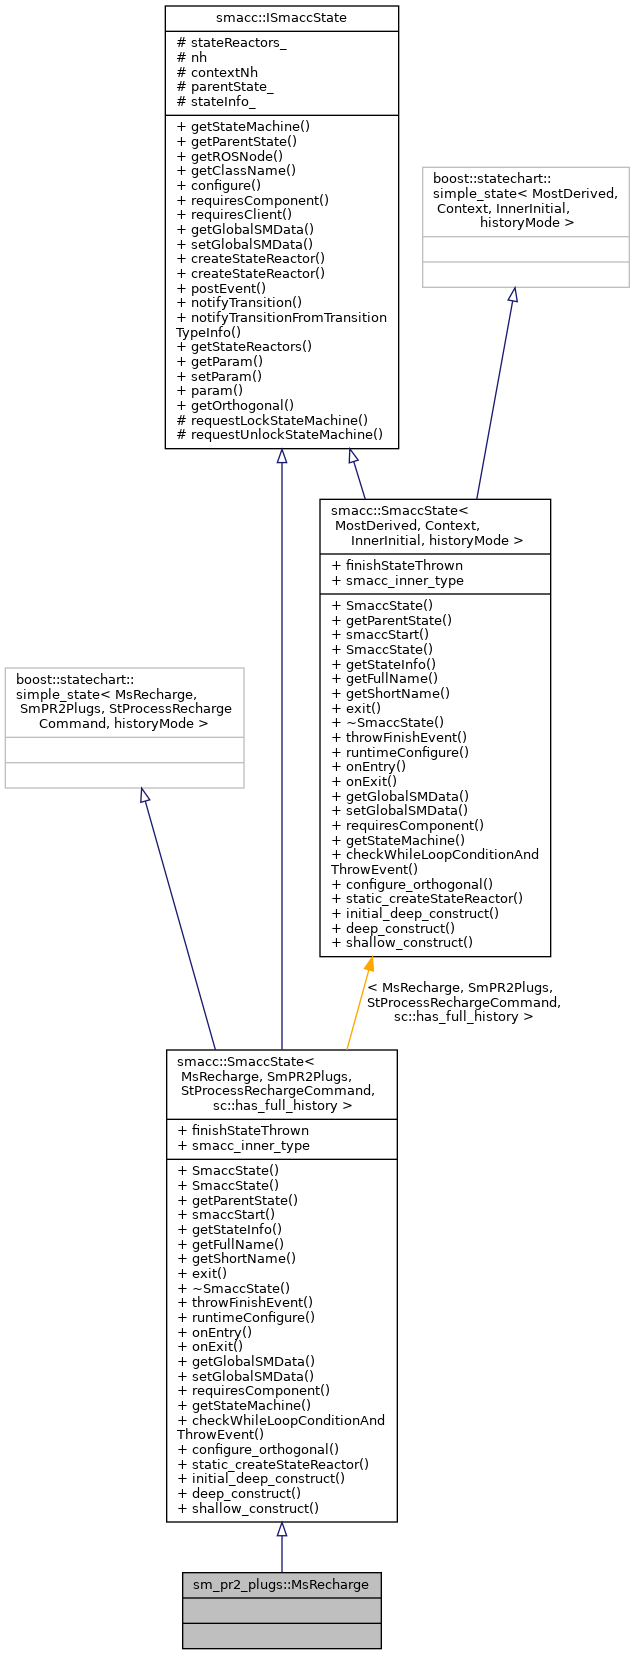 smacc::ISmaccState
# stateReactors_
# nh
# contextNh
# parentState_
# stateInfo_
+ getStateMachine()
+ getParentState()
+ getROSNode()
+ getClassName()
+ configure()
+ requiresComponent()
+ requiresClient()
+ getGlobalSMData()
+ setGlobalSMData()
+ createStateReactor()
+ createStateReactor()
+ postEvent()
+ notifyTransition()
+ notifyTransitionFromTransition
TypeInfo()
+ getStateReactors()
+ getParam()
+ setParam()
+ param()
+ getOrthogonal()
# requestLockStateMachine()
# requestUnlockStateMachine()
boost::statechart::
simple_state< MostDerived,
Context, InnerInitial,
historyMode >
smacc::SmaccState<
MostDerived, Context,
InnerInitial, historyMode >
+ finishStateThrown
+ smacc_inner_type
+ SmaccState()
+ getParentState()
+ smaccStart()
+ SmaccState()
+ getStateInfo()
+ getFullName()
+ getShortName()
+ exit()
+ ~SmaccState()
+ throwFinishEvent()
+ runtimeConfigure()
+ onEntry()
+ onExit()
+ getGlobalSMData()
+ setGlobalSMData()
+ requiresComponent()
+ getStateMachine()
+ checkWhileLoopConditionAnd
ThrowEvent()
+ configure_orthogonal()
+ static_createStateReactor()
+ initial_deep_construct()
+ deep_construct()
+ shallow_construct()
boost::statechart::
simple_state< MsRecharge,
SmPR2Plugs, StProcessRecharge
Command, historyMode >
< MsRecharge, SmPR2Plugs,
StProcessRechargeCommand,
sc::has_full_history >
smacc::SmaccState<
MsRecharge, SmPR2Plugs,
StProcessRechargeCommand,
sc::has_full_history >
+ finishStateThrown
+ smacc_inner_type
+ SmaccState()
+ SmaccState()
+ getParentState()
+ smaccStart()
+ getStateInfo()
+ getFullName()
+ getShortName()
+ exit()
+ ~SmaccState()
+ throwFinishEvent()
+ runtimeConfigure()
+ onEntry()
+ onExit()
+ getGlobalSMData()
+ setGlobalSMData()
+ requiresComponent()
+ getStateMachine()
+ checkWhileLoopConditionAnd
ThrowEvent()
+ configure_orthogonal()
+ static_createStateReactor()
+ initial_deep_construct()
+ deep_construct()
+ shallow_construct()
sm_pr2_plugs::MsRecharge